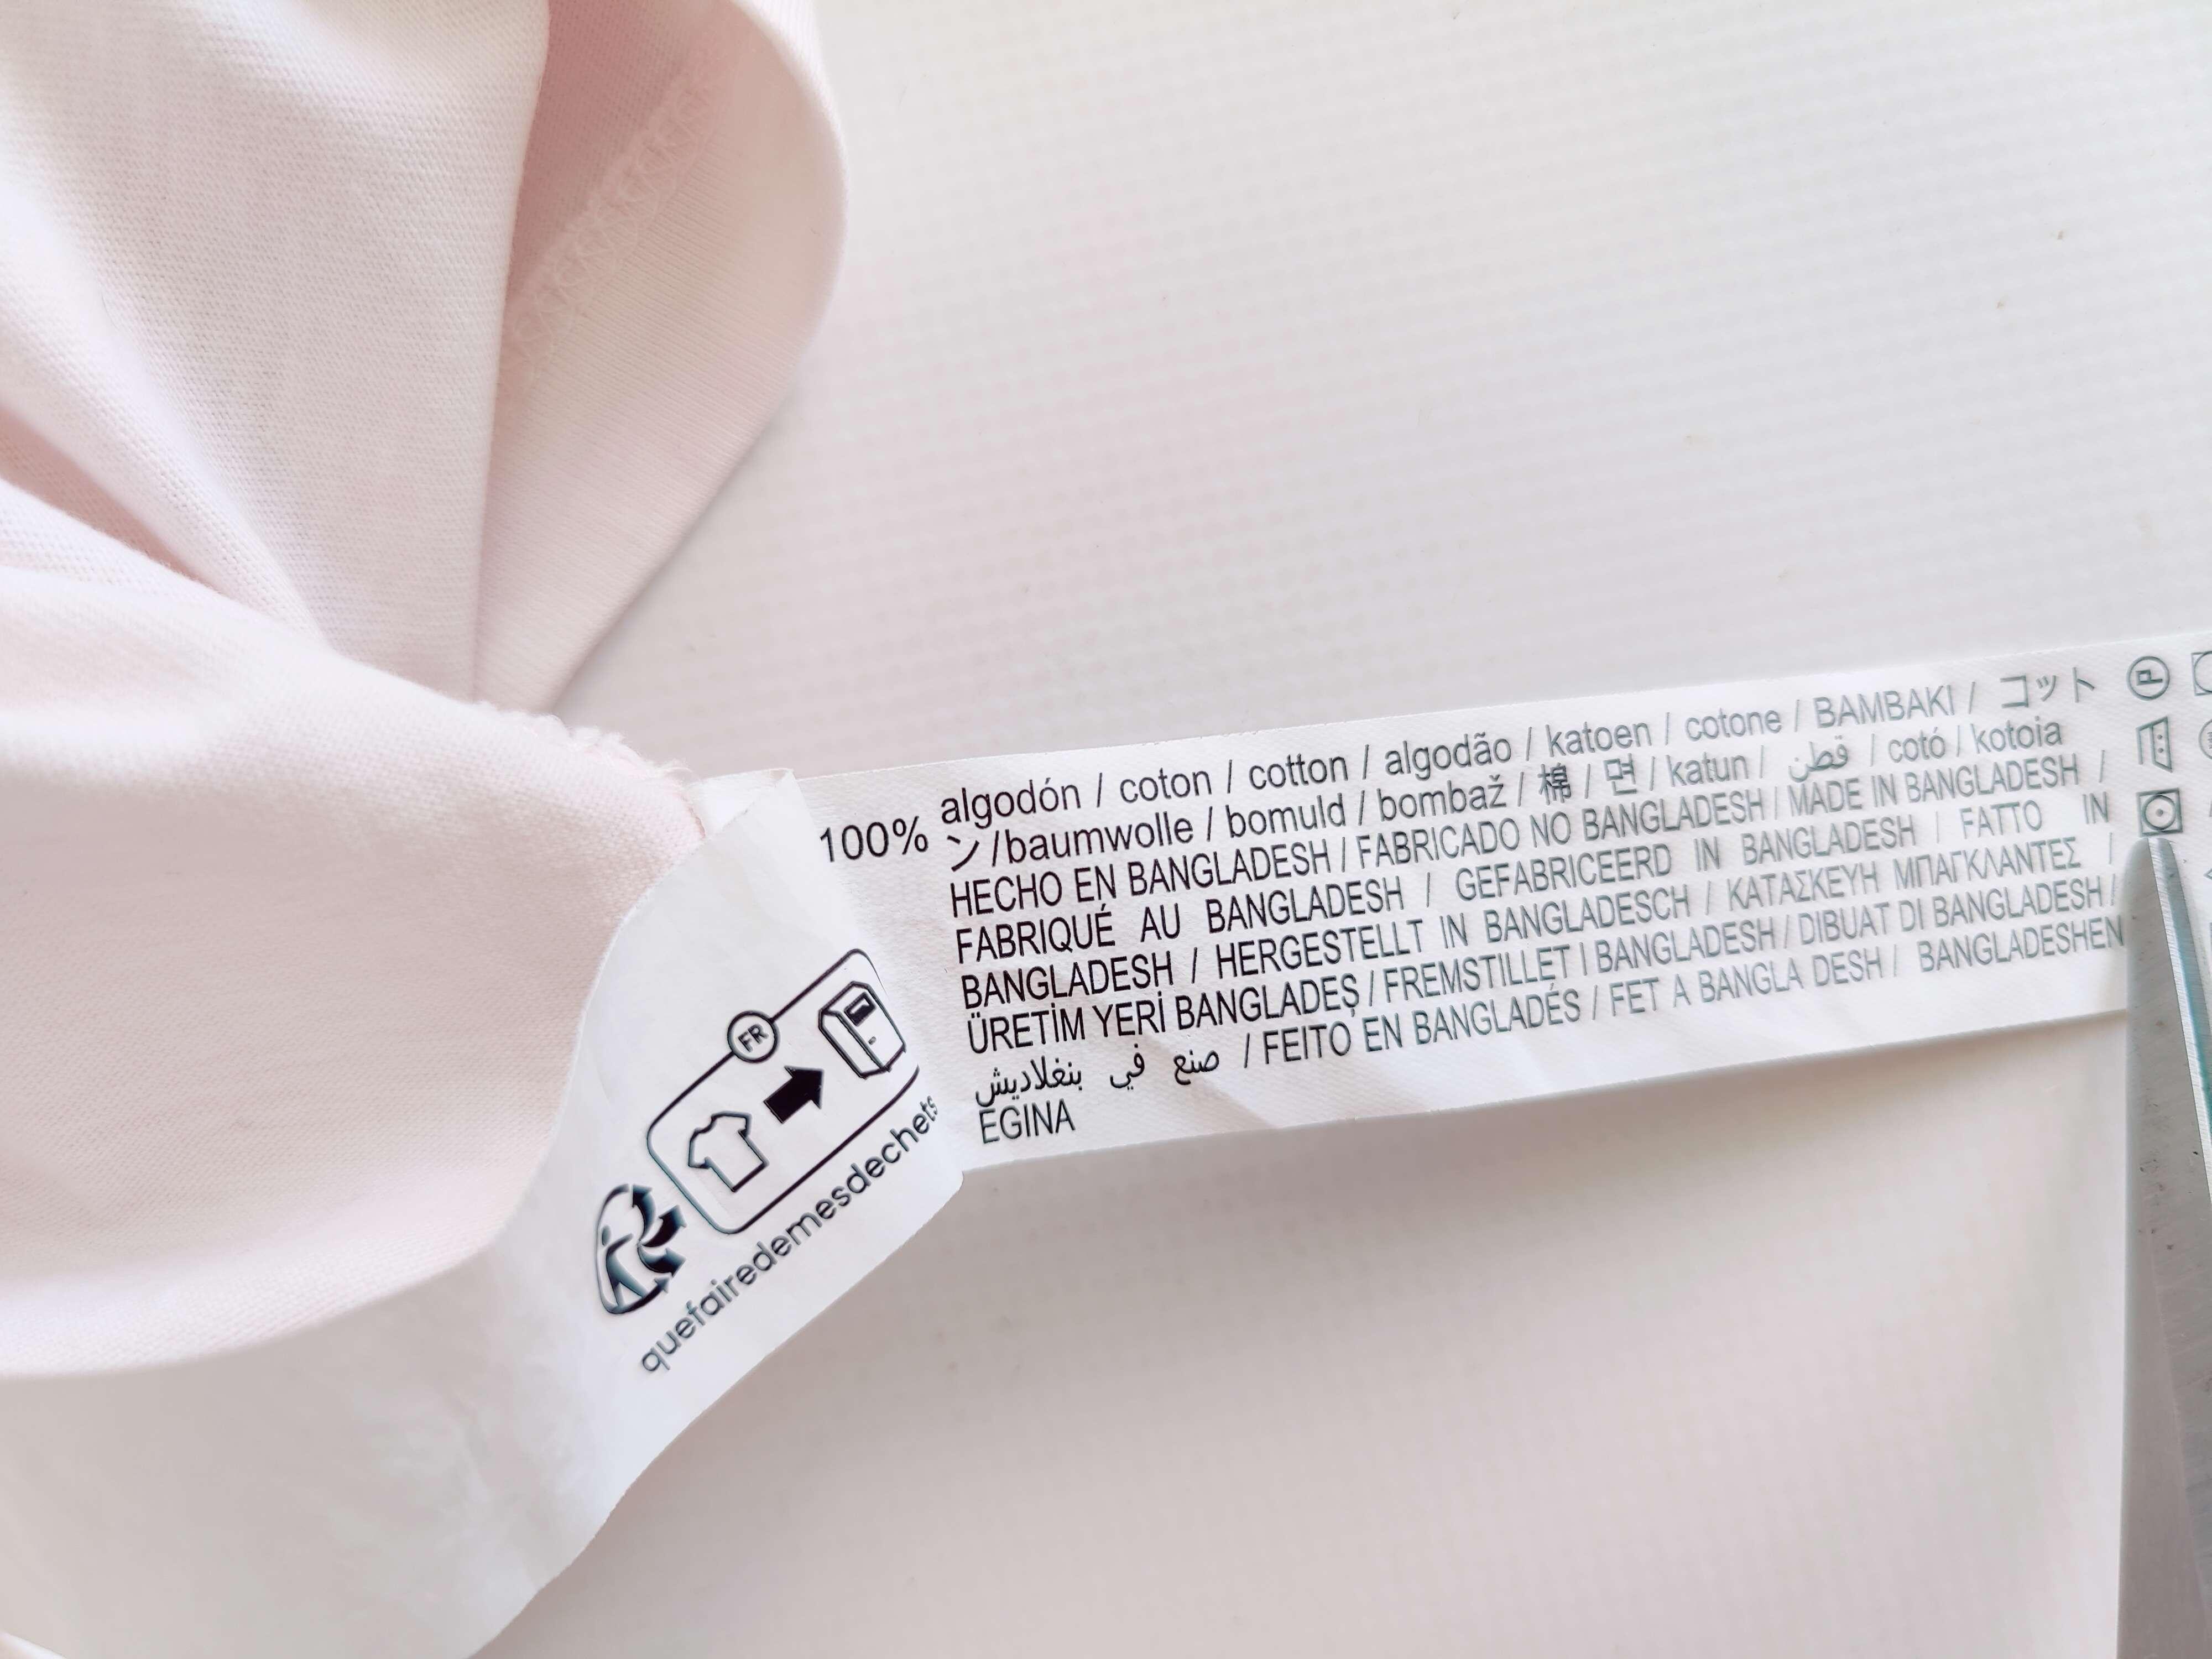 100% algodón / coton / cotton / algodão / katoen / cotone / BAMBAKI / コット
ン /baumwolle / bomuld / bombaž / 棉 / 면 / katun / قطن / cotó / kotoia
HECHO EN BANGLADESH / FABRICADO NO BANGLADESH / MADE IN BANGLADESH /
FABRIQUÉ AU BANGLADESH / GEFABRICEERD IN BANGLADESH / FATTO IN
BANGLADESH / HERGESTELLT IN BANGLADESCH / ΚΑΤΑΣΚΕΥΗ ΜΠΑΓΚΛΑΝΤΕΣ /
ÜRETİM YERİ BANGLADEŞ / FREMSTILLET I BANGLADESH / DIBUAT DI BANGLADESH /
صنع في بنغلاديش / FEITO EN BANGLADÉS / FET A BANGLA DESH / BANGLADESHEN
EGINA
P
FR
quefairedemesdechets